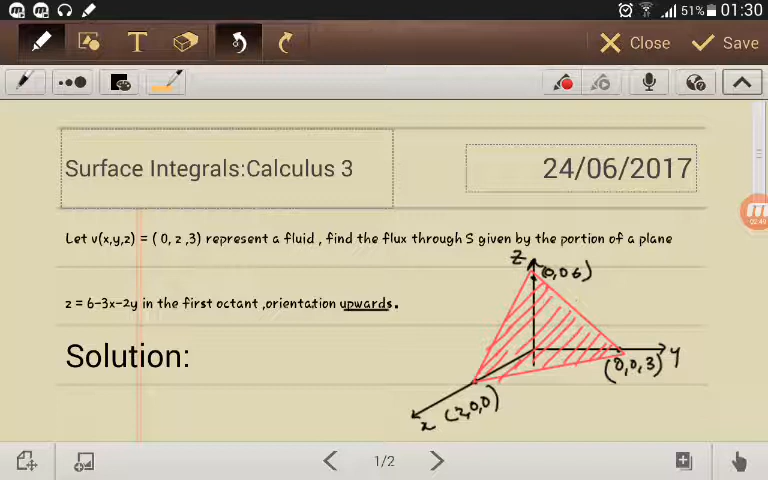 51% 01:30
T Close Save
Surface Integrals:Calculus 3 24/06/2017
02:40
Let v(x,y,z) = ( 0, z ,3) represent a fluid , find the flux through S given by the portion of a plane
z (0,0 6)
z = 6-3x-2y in the first octant ,orientation upwards.
Solution:
y
(0,0,3)
(2,0,0)
x
1/2